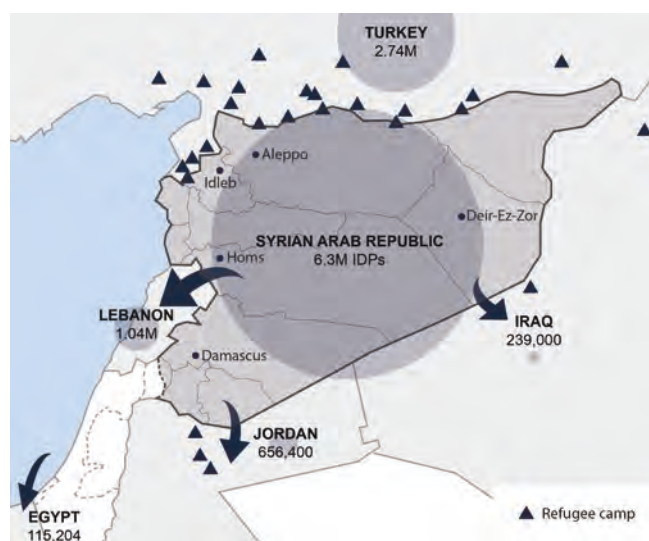 TURKEY
2.74M
Aleppo
Idleb
Deir-Ez-Zor
SYRIAN ARAB REPUBLIC
6.3M IDPs
Homs
LEBANON
1.04M
IRAQ
239,000
Damascus
JORDAN
656,400
EGYPT
115,204
Refugee camp